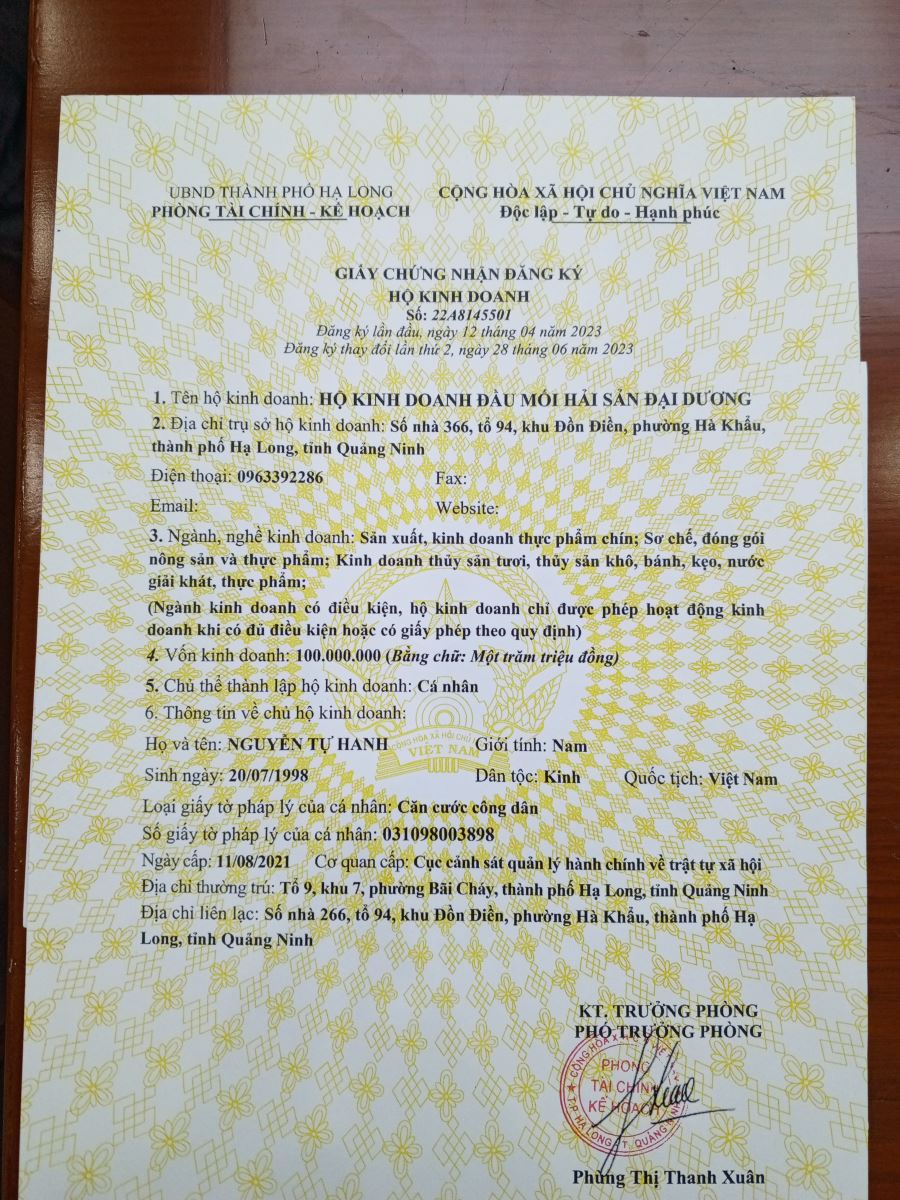 UBND THÀNH PHỐ HẠ LONG
PHÒNG TÀI CHÍNH - KẾ HOẠCH
CỘNG HÒA XÃ HỘI CHỦ NGHĨA VIỆT NAM
Độc lập - Tự do - Hạnh phúc
GIẤY CHỨNG NHẬN ĐĂNG KÝ
HỘ KINH DOANH
Số: 22A8145501
Đăng ký lần đầu, ngày 12 tháng 04 năm 2023
Đăng ký thay đổi lần thứ 2, ngày 28 tháng 06 năm 2023
1. Tên hộ kinh doanh: HỘ KINH DOANH ĐẦU MỐI HẢI SẢN ĐẠI DƯƠNG
2. Địa chỉ trụ sở hộ kinh doanh: Số nhà 366, tổ 94, khu Đồn Điền, phường Hà Khẩu,
thành phố Hạ Long, tỉnh Quảng Ninh
Điện thoại: 0963392286 Fax:
Email: Website:
3. Ngành, nghề kinh doanh: Sản xuất, kinh doanh thực phẩm chín; Sơ chế, đóng gói
nông sản và thực phẩm; Kinh doanh thủy sản tươi, thủy sản khô, bánh, kẹo, nước
giải khát, thực phẩm;
(Ngành kinh doanh có điều kiện, hộ kinh doanh chỉ được phép hoạt động kinh
doanh khi có đủ điều kiện hoặc có giấy phép theo quy định)
4. Vốn kinh doanh: 100.000.000 (Bằng chữ: Một trăm triệu đồng)
5. Chủ thể thành lập hộ kinh doanh: Cá nhân
6. Thông tin về chủ hộ kinh doanh:
Họ và tên: NGUYỄN TỰ HANH Giới tính: Nam
CỘNG HÒA XÃ HỘI CHỦ
VIỆT NAM
Sinh ngày: 20/07/1998 Dân tộc: Kinh Quốc tịch: Việt Nam
Loại giấy tờ pháp lý của cá nhân: Căn cước công dân
Số giấy tờ pháp lý của cá nhân: 031098003898
Ngày cấp: 11/08/2021 Cơ quan cấp: Cục cảnh sát quản lý hành chính về trật tự xã hội
Địa chỉ thường trú: Tổ 9, khu 7, phường Bãi Cháy, thành phố Hạ Long, tỉnh Quảng Ninh
Địa chỉ liên lạc: Số nhà 266, tổ 94, khu Đồn Điền, phường Hà Khẩu, thành phố Hạ
Long, tỉnh Quảng Ninh
KT. TRƯỞNG PHÒNG
PHÓ TRƯỞNG PHÒNG
PHÒNG
TÀI CHÍNH
KẾ HOẠCH
T.P HẠ LONG T. QUẢNG NINH
Phùng Thị Thanh Xuân